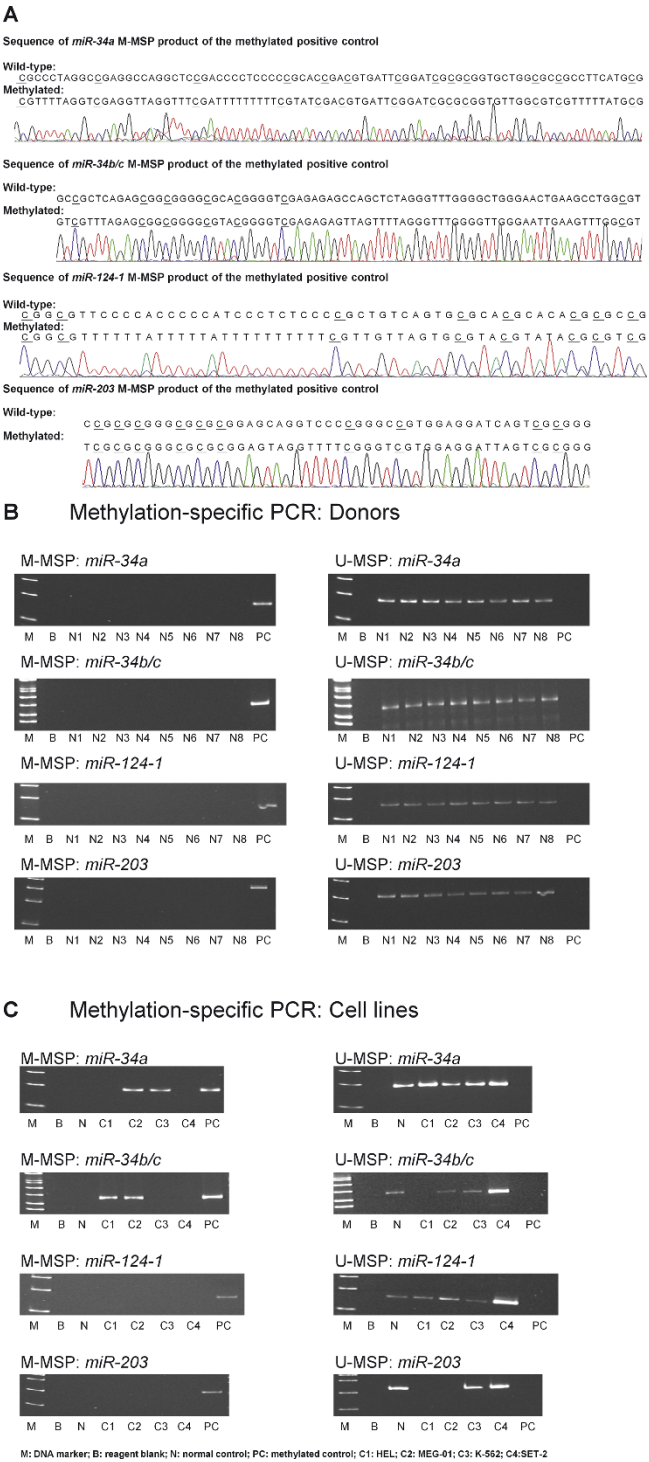 A
Sequence of miR-34a M-MSP product of the methylated positive control
Wild-type:
CGCCCTAGGCCGAGGCCAGGCTCCGACCCCTCCCCCGCACCGACGTGATTCGGATCGCGCGGTGCTGGCGCCGCCTTCATGCG
Methylated:
CGTTTTAGGTCGAGGTTAGGTTTCGATTTTTTTTTCGTATCGACGTGATTCGGATCGCGCGGTGTTGGCGTCGTTTTTATGCG
Sequence of miR-34b/c M-MSP product of the methylated positive control
Wild-type:
GCCGCTCAGAGCGGCGGGGCGCACGGGGTCGAGAGAGCCAGCTCTAGGGTTTGGGGCTGGGAACTGAAGCCTGGCGT
Methylated:
GTCGTTTAGAGCGGCGGGGCGTACGGGGTCGAGAGAGTTAGTTTTAGGGTTTGGGGTTGGGAATTGAAGTTTGGCGT
Sequence of miR-124-1 M-MSP product of the methylated positive control
Wild-type:
CGGCGTTCCCCACCCCCATCCCTCTCCCCGCTGTCAGTGCGCACGCACACGCGCCG
Methylated:
CGGCGTTTTTTATTTTTATTTTTTTTTTCGTTGTTAGTGCGTACGTATACGCGTCG
Sequence of miR-203 M-MSP product of the methylated positive control
Wild-type:
CCGCGCGGGCGCGCGGAGCAGGTCCCCGGGCCGTGGAGGATCAGTCGCGGG
Methylated:
TCGCGCGGGCGCGCGGAGTAGGTTTTCGGGTCGTGGAGGATTAGTCGCGGG
B Methylation-specific PCR: Donors
M-MSP: miR-34a
M B N1 N2 N3 N4 N5 N6 N7 N8 PC
U-MSP: miR-34a
M B N1 N2 N3 N4 N5 N6 N7 N8 PC
M-MSP: miR-34b/c
M B N1 N2 N3 N4 N5 N6 N7 N8 PC
U-MSP: miR-34b/c
M B N1 N2 N3 N4 N5 N6 N7 N8 PC
M-MSP: miR-124-1
M B N1 N2 N3 N4 N5 N6 N7 N8 PC
U-MSP: miR-124-1
M B N1 N2 N3 N4 N5 N6 N7 N8 PC
M-MSP: miR-203
M B N1 N2 N3 N4 N5 N6 N7 N8 PC
U-MSP: miR-203
M B N1 N2 N3 N4 N5 N6 N7 N8 PC
C Methylation-specific PCR: Cell lines
M-MSP: miR-34a
M B N C1 C2 C3 C4 PC
U-MSP: miR-34a
M B N C1 C2 C3 C4 PC
M-MSP: miR-34b/c
M B N C1 C2 C3 C4 PC
U-MSP: miR-34b/c
M B N C1 C2 C3 C4 PC
M-MSP: miR-124-1
M B N C1 C2 C3 C4 PC
U-MSP: miR-124-1
M B N C1 C2 C3 C4 PC
M-MSP: miR-203
M B N C1 C2 C3 C4 PC
U-MSP: miR-203
M B N C1 C2 C3 C4 PC
M: DNA marker; B: reagent blank; N: normal control; PC: methylated control; C1: HEL; C2: MEG-01; C3: K-562; C4:SET-2